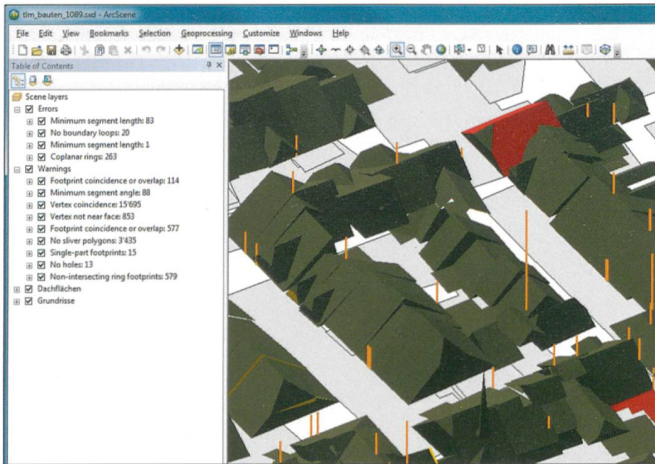 tlm_bauten_1089.sxd - ArcScene
File Edit View Bookmarks Selection Geoprocessing Customize Windows Help
Table of Contents
Scene layers
Errors
Minimum segment length: 83
No boundary loops: 20
Minimum segment length: 1
Coplanar rings: 263
Warnings
Footprint coincidence or overlap: 114
Minimum segment angle: 88
Vertex coincidence: 15'695
Vertex not near face: 853
Footprint coincidence or overlap: 577
No sliver polygons: 3'435
Single-part footprints: 15
No holes: 13
Non-intersecting ring footprints: 579
Dachflächen
Grundrisse